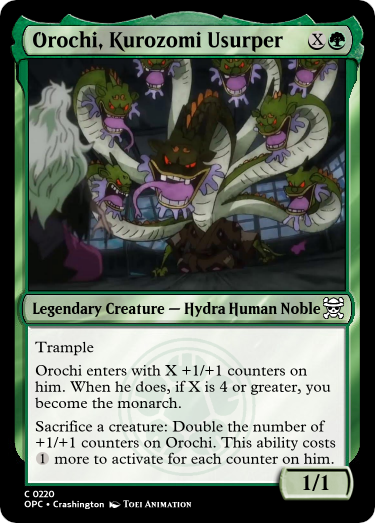 Orochi, Kurozomi Usurper X
Legendary Creature — Hydra Human Noble
Trample
Orochi enters with X +1/+1 counters on
him. When he does, if X is 4 or greater, you
become the monarch.
Sacrifice a creature: Double the number of
+1/+1 counters on Orochi. This ability costs
1 more to activate for each counter on him.
1/1
C 0220
OPC • Crashington TOEI ANIMATION